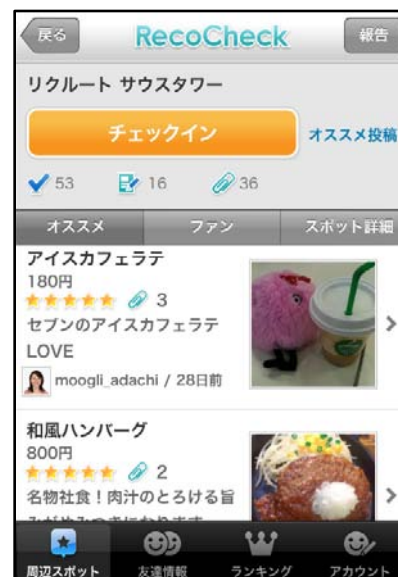 戻る
RecoCheck
報告
リクルート サウスタワー
チェックイン
オススメ投稿
53
16
36
オススメ
ファン
スポット詳細
アイスカフェラテ
180円
3
セブンのアイスカフェラテ
LOVE
moogli_adachi / 28日前
和風ハンバーグ
800円
2
名物社食！肉汁のとろける旨
周辺スポット
友達情報
ランキング
アカウント